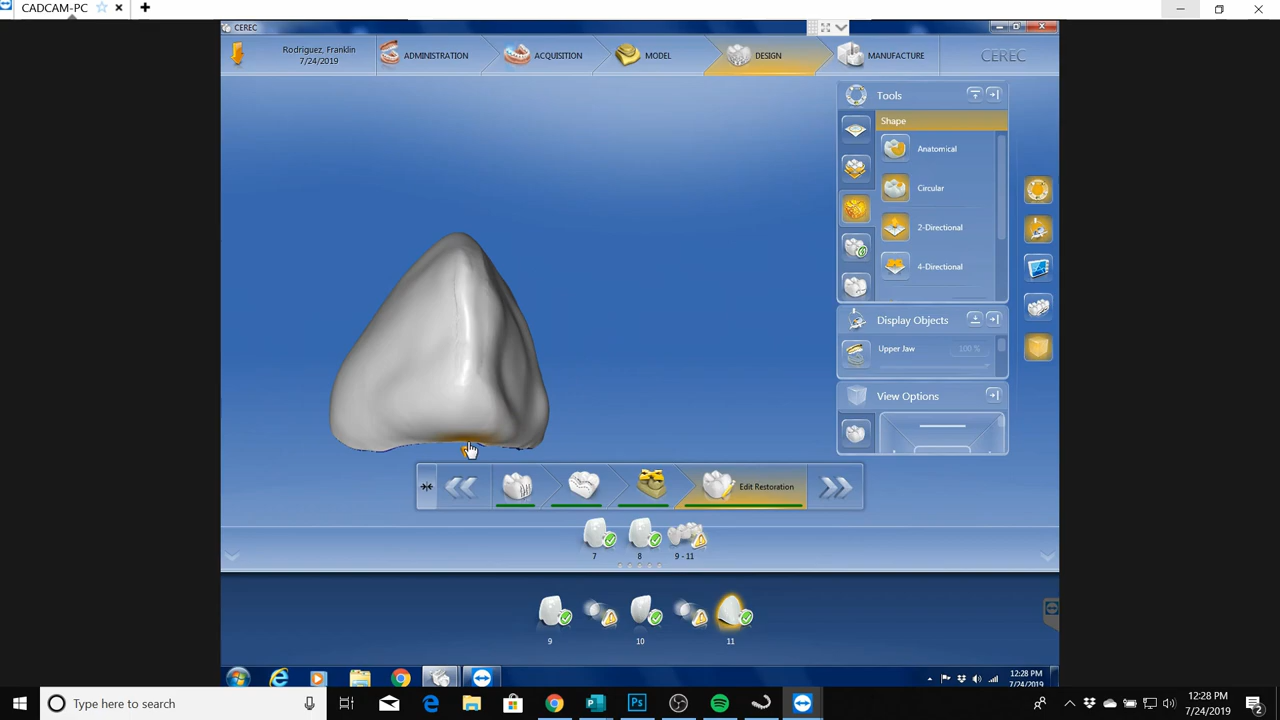 CADCAM-PC
CEREC
Rodriguez, Franklin
7/24/2019
ADMINISTRATION
ACQUISITION
MODEL
DESIGN
MANUFACTURE
CEREC
Tools
Shape
Anatomical
Circular
2-Directional
4-Directional
Display Objects
Upper Jaw 100 %
View Options
Edit Restoration
7 8 9 - 11
9 10 11
12:28 PM
7/24/2019
Type here to search
Ps
12:28 PM
7/24/2019
2